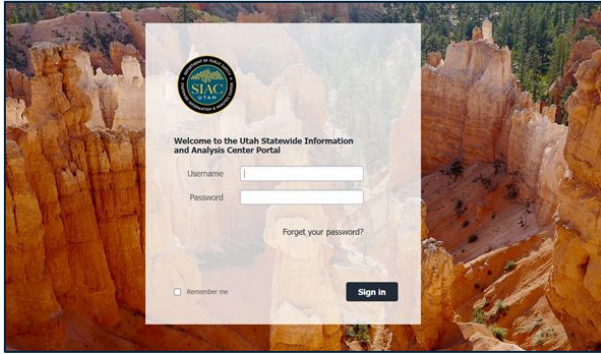 SIAC
UTAH
Welcome to the Utah Statewide Information
and Analysis Center Portal
Username
Password
Forget your password?
Remember me
Sign in